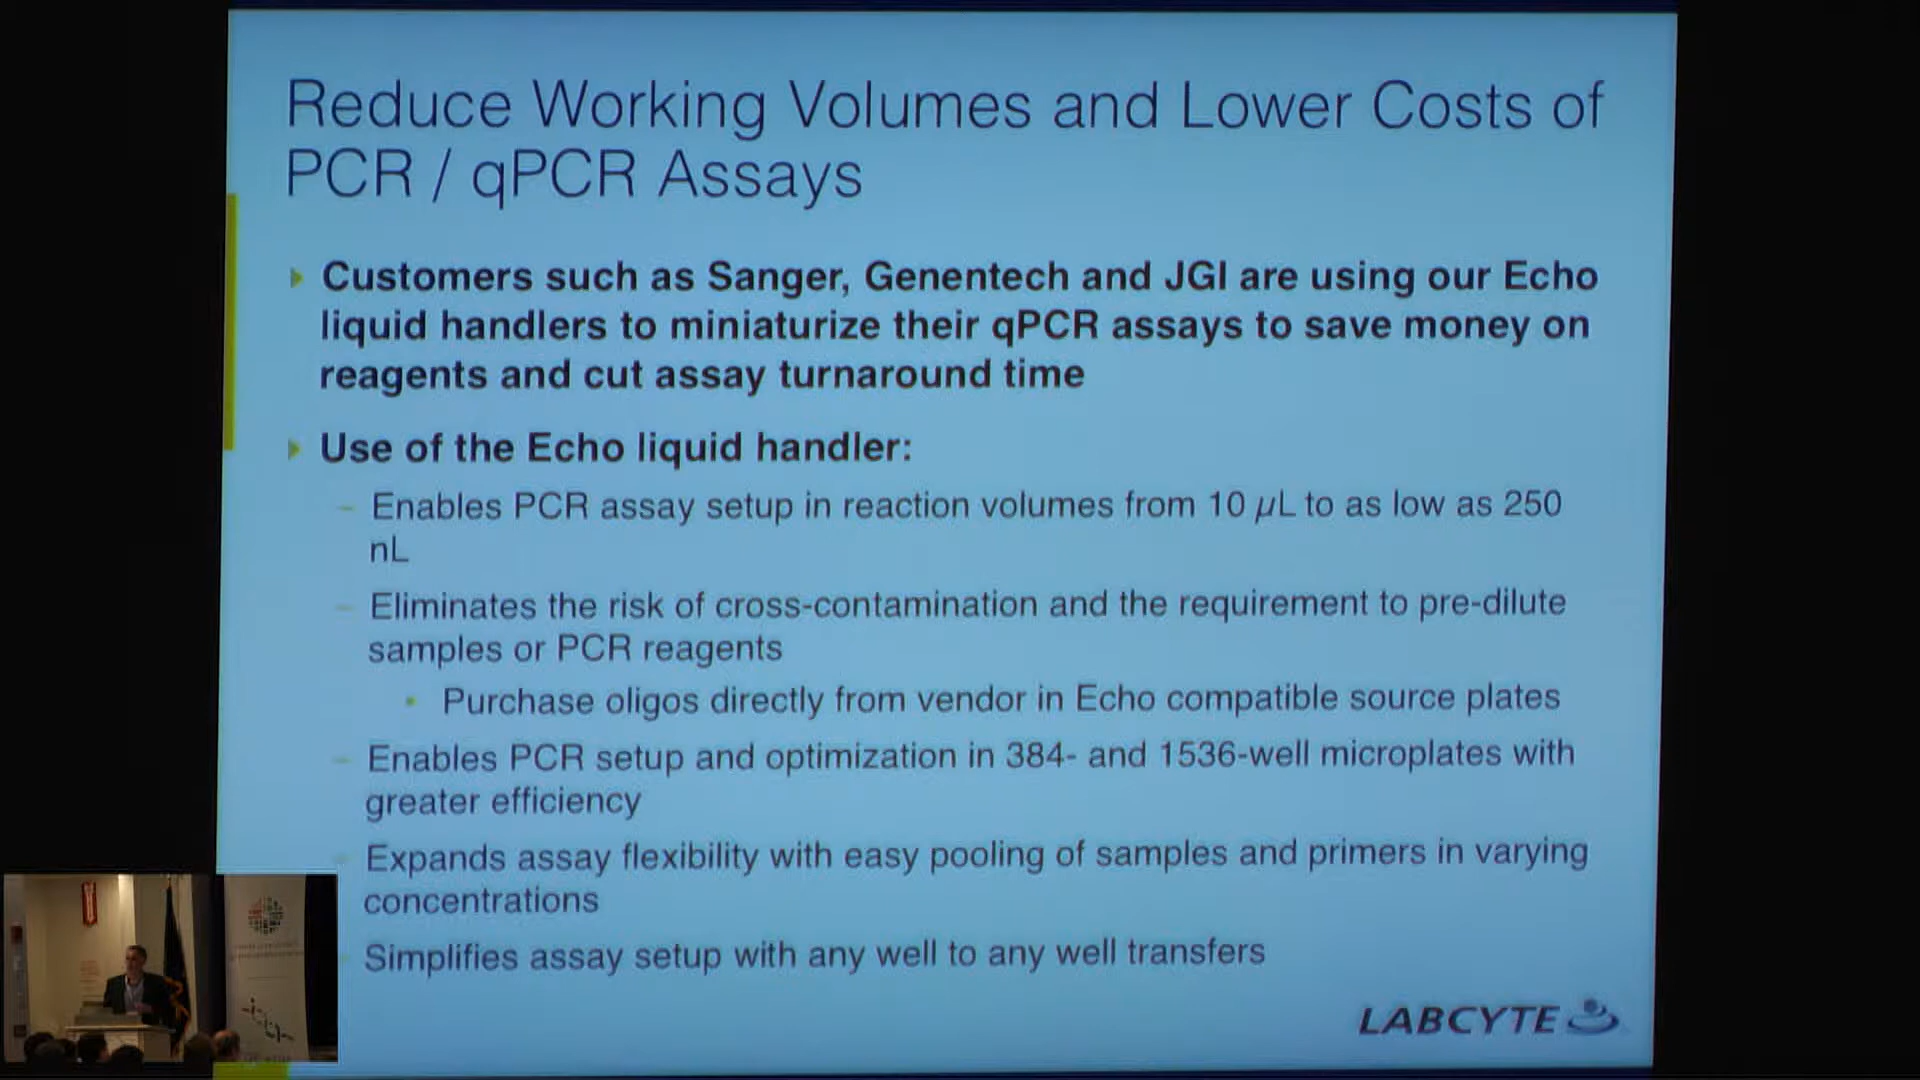 Reduce Working Volumes and Lower Costs of
PCR / qPCR Assays
Customers such as Sanger, Genentech and JGI are using our Echo
liquid handlers to miniaturize their qPCR assays to save money on
reagents and cut assay turnaround time
Use of the Echo liquid handler:
– Enables PCR assay setup in reaction volumes from 10 µL to as low as 250
nL
– Eliminates the risk of cross-contamination and the requirement to pre-dilute
samples or PCR reagents
• Purchase oligos directly from vendor in Echo compatible source plates
– Enables PCR setup and optimization in 384- and 1536-well microplates with
greater efficiency
– Expands assay flexibility with easy pooling of samples and primers in varying
concentrations
Simplifies assay setup with any well to any well transfers
LABCYTE